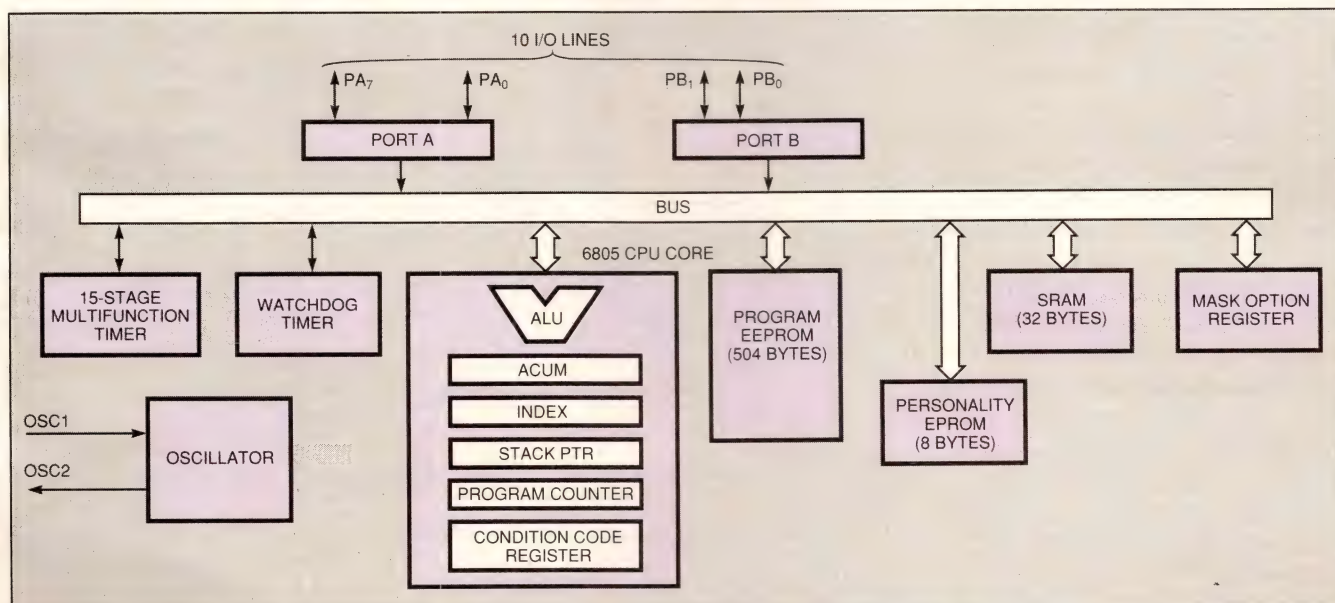 10 I/O LINES
PA7
PA0
PB1
PB0
PORT A
PORT B
BUS
6805 CPU CORE
15-STAGE
MULTIFUNCTION
TIMER
WATCHDOG
TIMER
ALU
ACUM
INDEX
STACK PTR
PROGRAM COUNTER
CONDITION CODE
REGISTER
PROGRAM
EEPROM
(504 BYTES)
PERSONALITY
EPROM
(8 BYTES)
SRAM
(32 BYTES)
MASK OPTION
REGISTER
OSC1
OSC2
OSCILLATOR